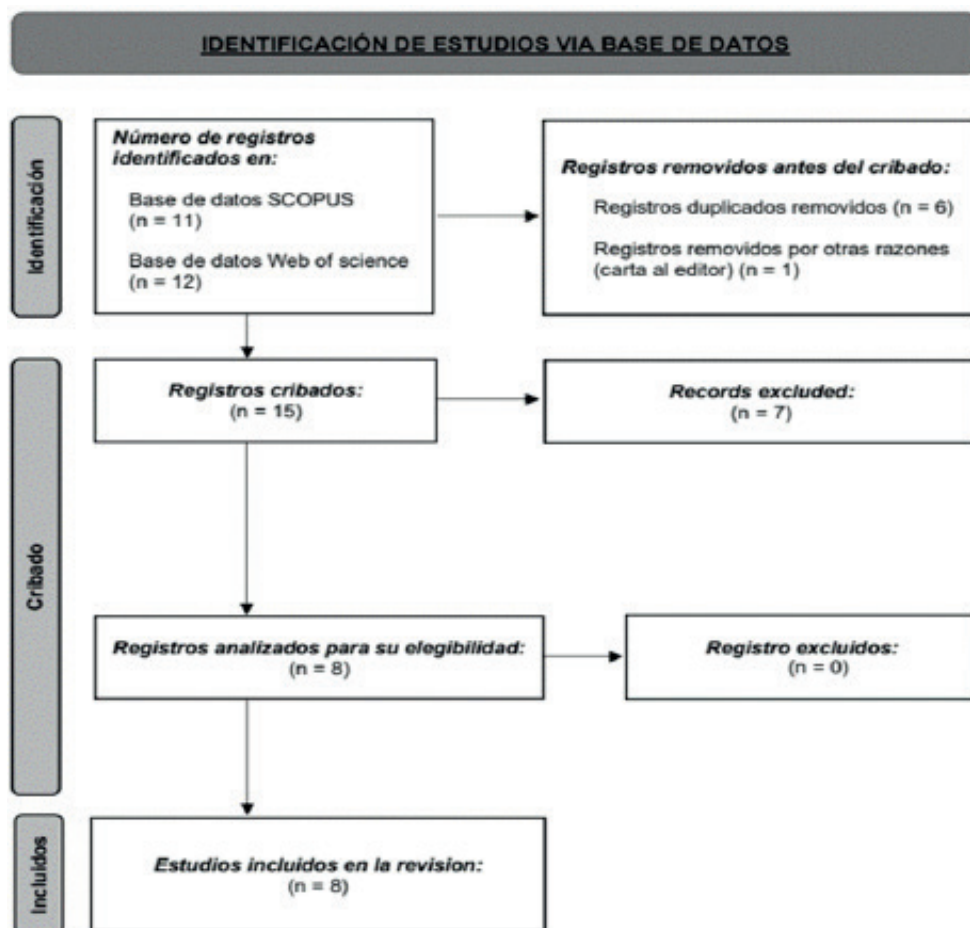 IDENTIFICACIÓN DE ESTUDIOS VIA BASE DE DATOS
Identificación
Número de registros
identificados en:
Base de datos SCOPUS
(n = 11)
Base de datos Web of science
(n = 12)
Registros removidos antes del cribado:
Registros duplicados removidos (n = 6)
Registros removidos por otras razones
(carta al editor) (n = 1)
Cribado
Registros cribados:
(n = 15)
Records excluded:
(n = 7)
Registros analizados para su elegibilidad:
(n = 8)
Registro excluidos:
(n = 0)
Incluidos
Estudios incluidos en la revision:
(n = 8)